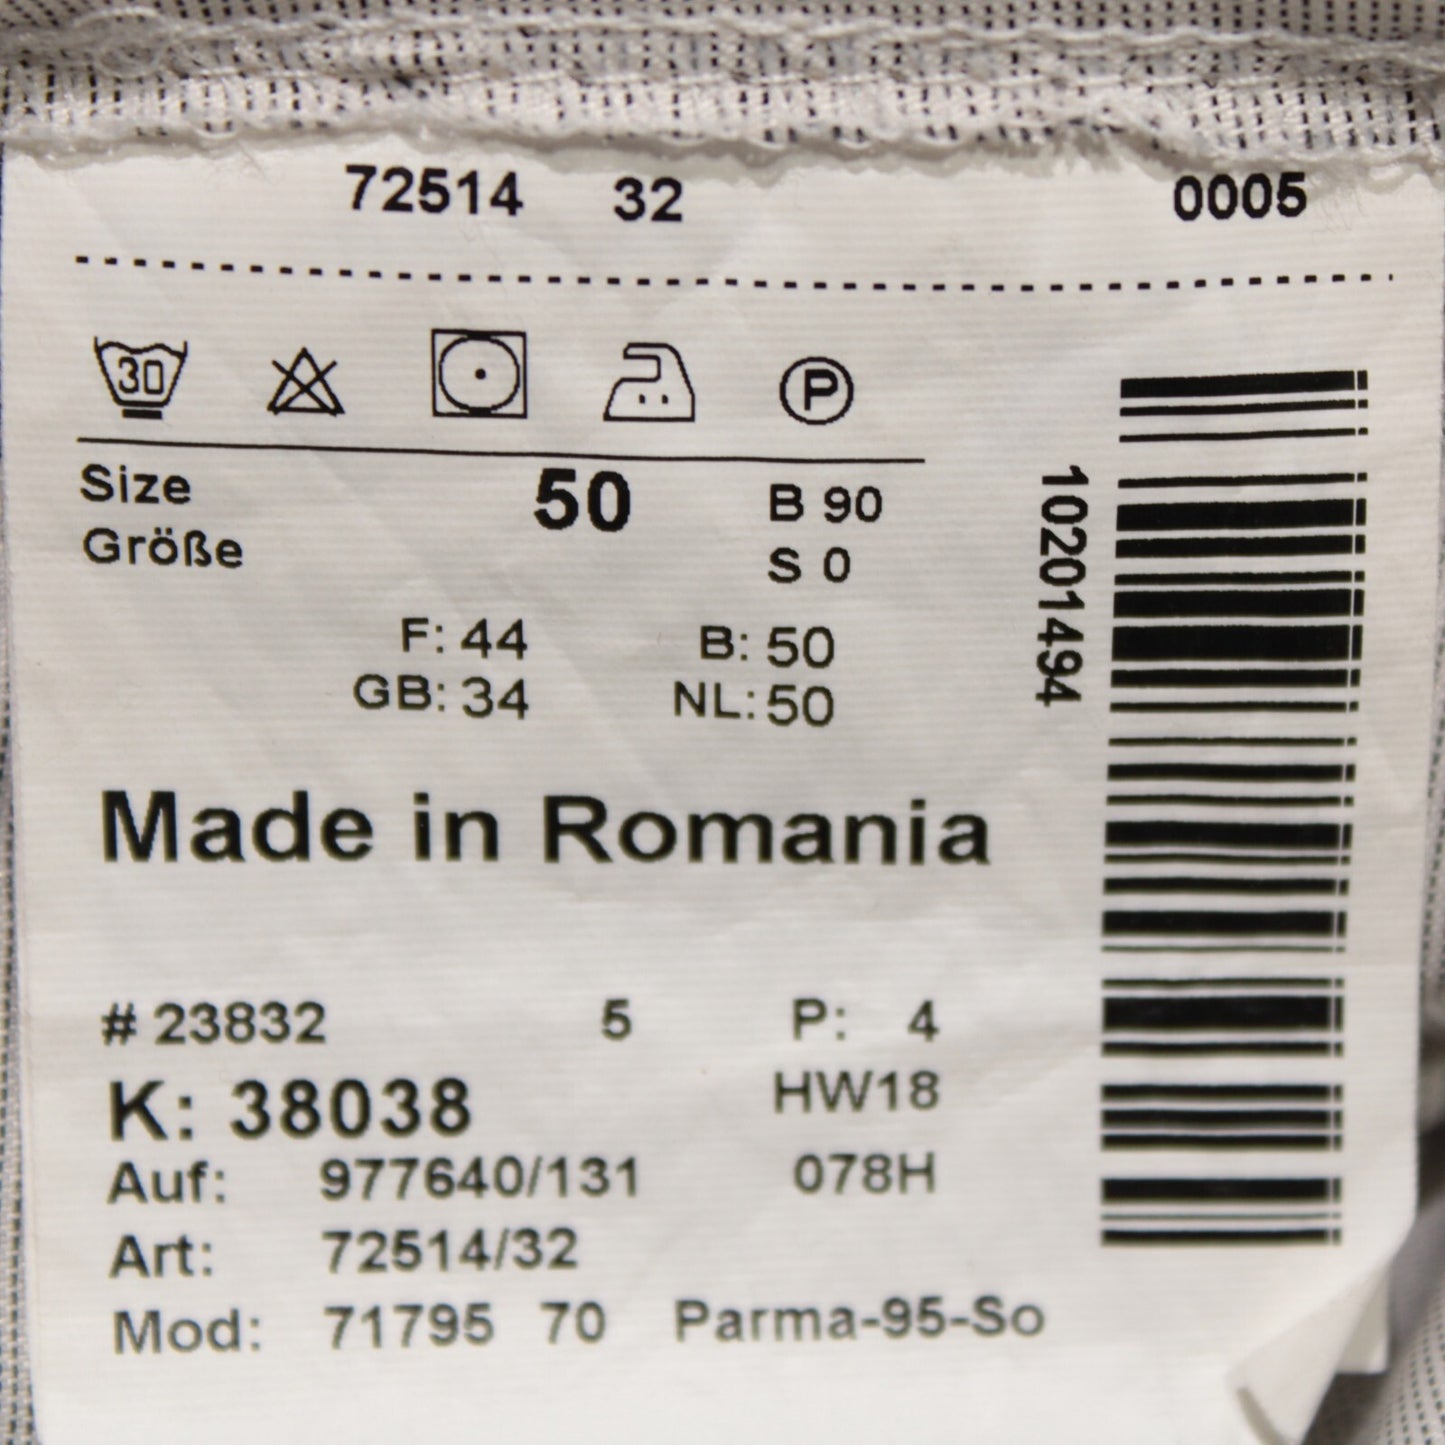 72514 32 0005
30
P
Size 50 B 90
Größe S 0
F: 44 B: 50
GB: 34 NL: 50
10201494
Made in Romania
# 23832 5 P: 4
K: 38038 HW18
Auf: 977640/131 078H
Art: 72514/32
Mod: 71795 70 Parma-95-So